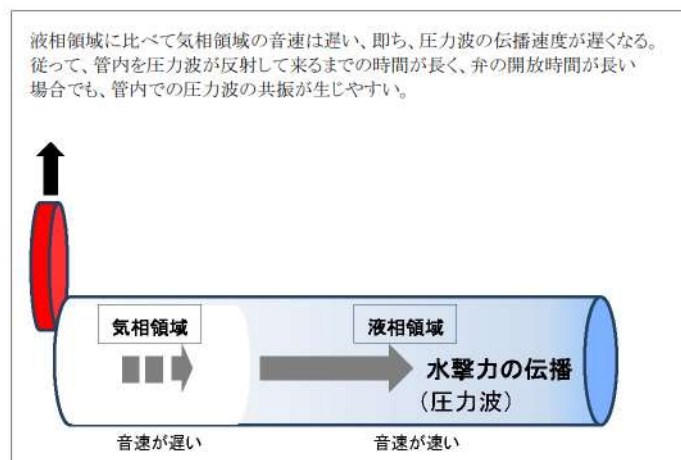 液相領域に比べて気相領域の音速は遅い、即ち、圧力波の伝播速度が遅くなる。
従って、管内を圧力波が反射して来るまでの時間が長く、弁の開放時間が長い
場合でも、管内での圧力波の共振が生じやすい。
気相領域
液相領域
水撃力の伝播
（圧力波）
音速が遅い
音速が速い